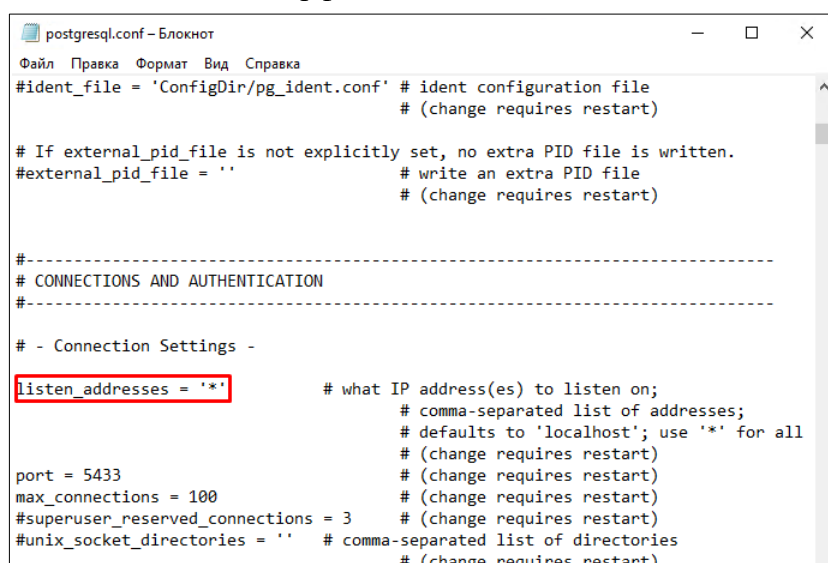 postgresql.conf – Блокнот
Файл Правка Формат Вид Справка
#ident_file = 'ConfigDir/pg_ident.conf' # ident configuration file
# (change requires restart)
# If external_pid_file is not explicitly set, no extra PID file is written.
#external_pid_file = '' # write an extra PID file
# (change requires restart)
#---------------------------------------------------------------------------
# CONNECTIONS AND AUTHENTICATION
#---------------------------------------------------------------------------
# - Connection Settings -
listen_addresses = '*' # what IP address(es) to listen on;
# comma-separated list of addresses;
# defaults to 'localhost'; use '*' for all
# (change requires restart)
port = 5433 # (change requires restart)
max_connections = 100 # (change requires restart)
#superuser_reserved_connections = 3 # (change requires restart)
#unix_socket_directories = '' # comma-separated list of directories
# (change requires restart)